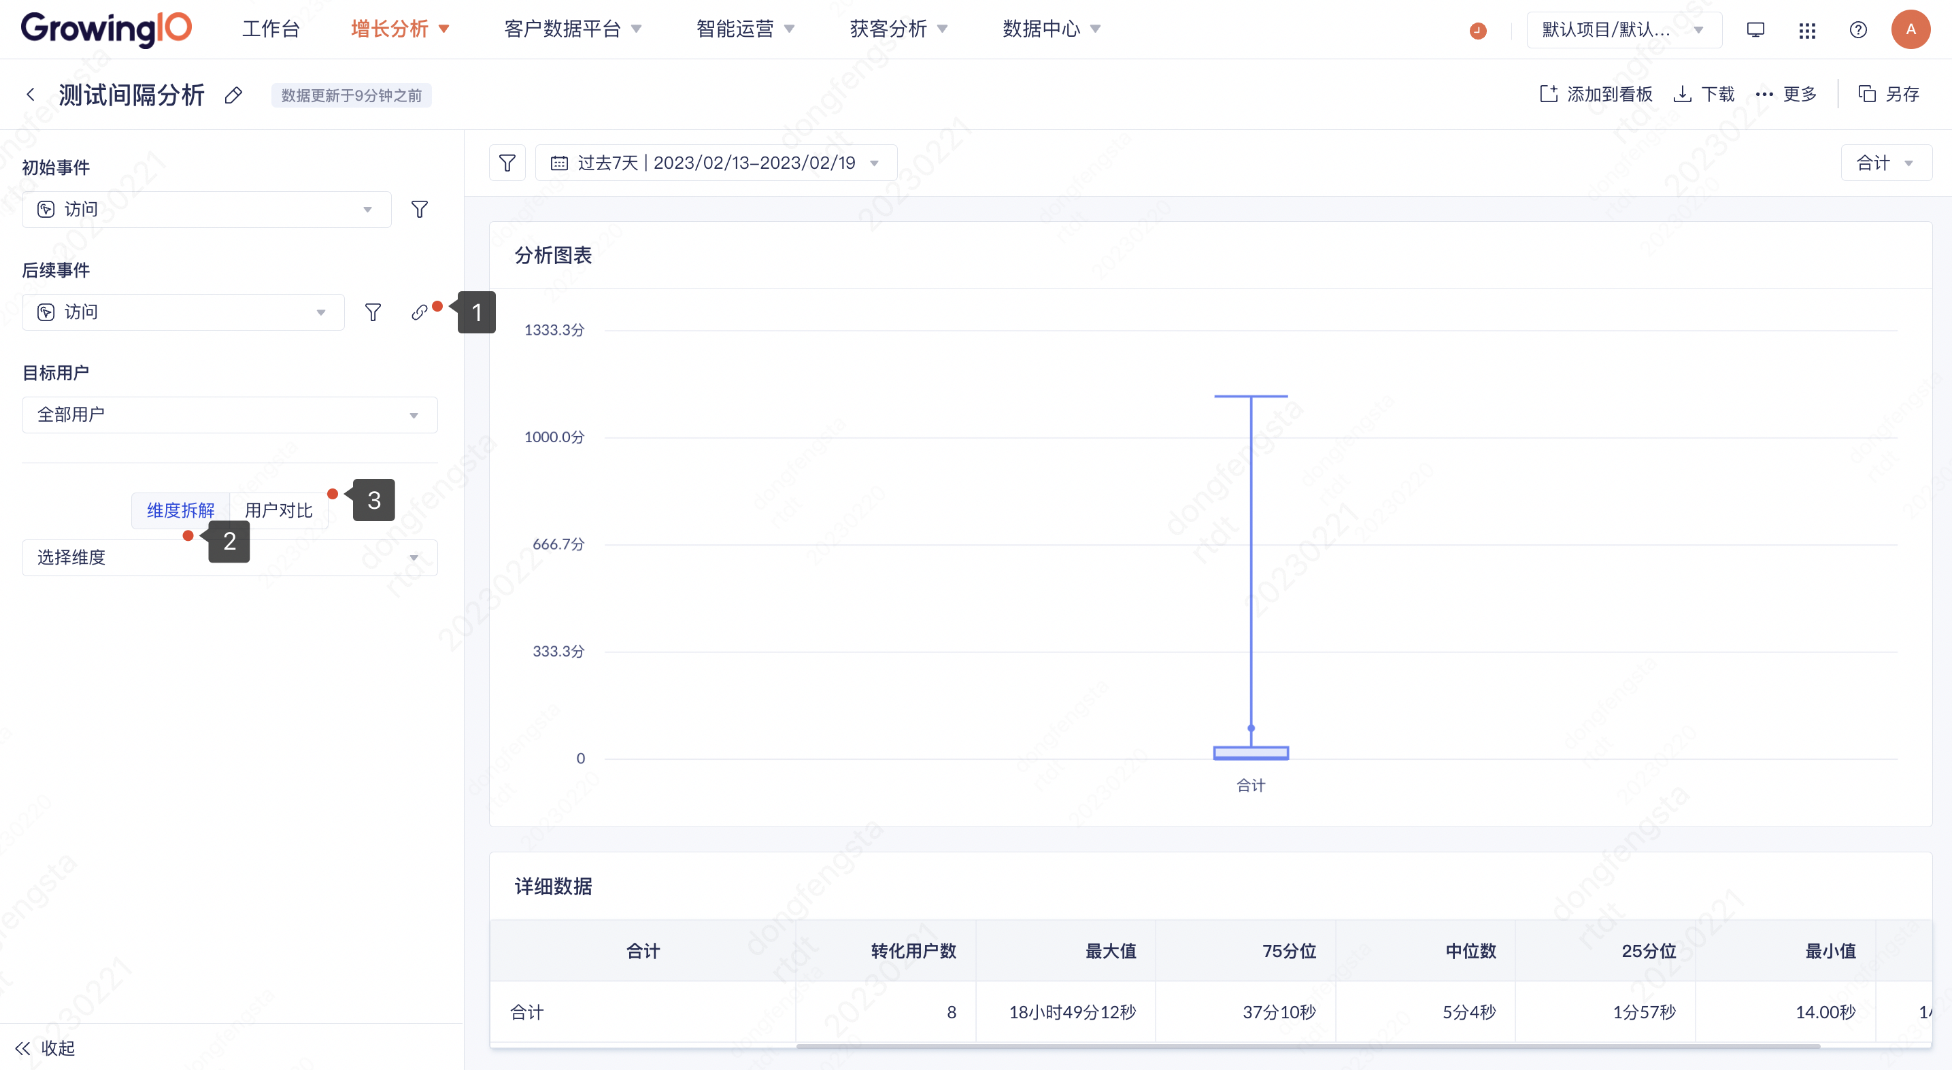 GrowingIO
工作台
增长分析
客户数据平台
智能运营
获客分析
数据中心
默认项目/默认...
A
测试间隔分析
数据更新于9分钟之前
添加到看板
下载
更多
另存
初始事件
访问
后续事件
访问
1
目标用户
全部用户
维度拆解
用户对比
3
2
选择维度
收起
过去7天 | 2023/02/13-2023/02/19
合计
分析图表
1333.3分
1000.0分
666.7分
333.3分
0
合计
详细数据
合计 转化用户数 最大值 75分位 中位数 25分位 最小值
合计 8 18小时49分12秒 37分10秒 5分4秒 1分57秒 14.00秒
dongfengsta
rtdt
20230221